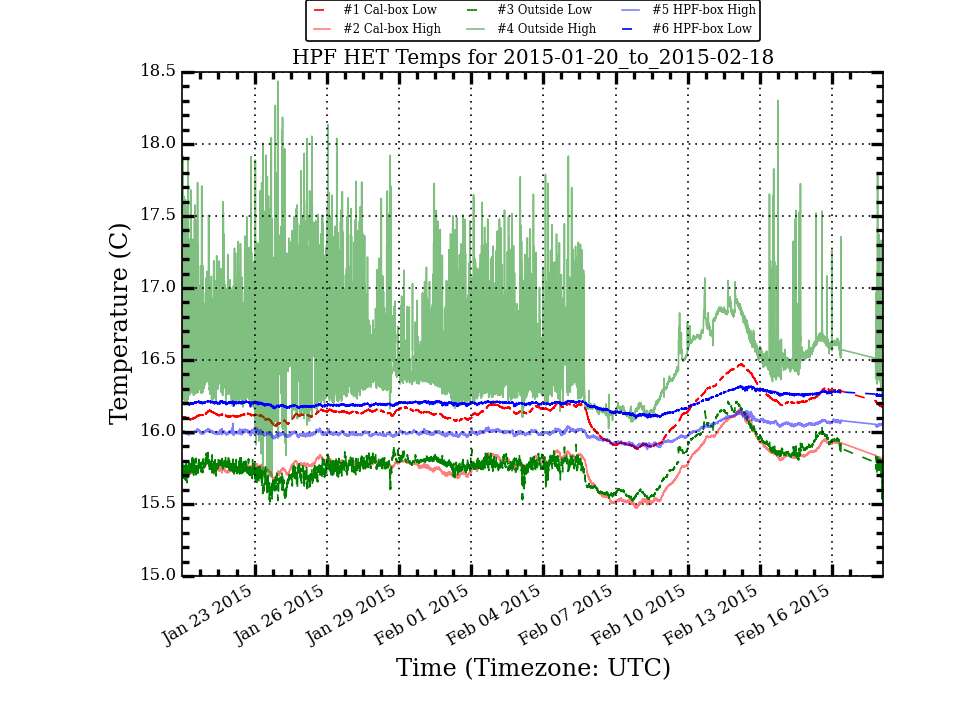 #1 Cal-box Low #3 Outside Low #5 HPF-box High
#2 Cal-box High #4 Outside High #6 HPF-box Low
HPF HET Temps for 2015-01-20_to_2015-02-18
18.5
18.0
17.5
17.0
16.5
16.0
15.5
15.0
Temperature (C)
Jan 23 2015
Jan 26 2015
Jan 29 2015
Feb 01 2015
Feb 04 2015
Feb 07 2015
Feb 10 2015
Feb 13 2015
Feb 16 2015
Time (Timezone: UTC)